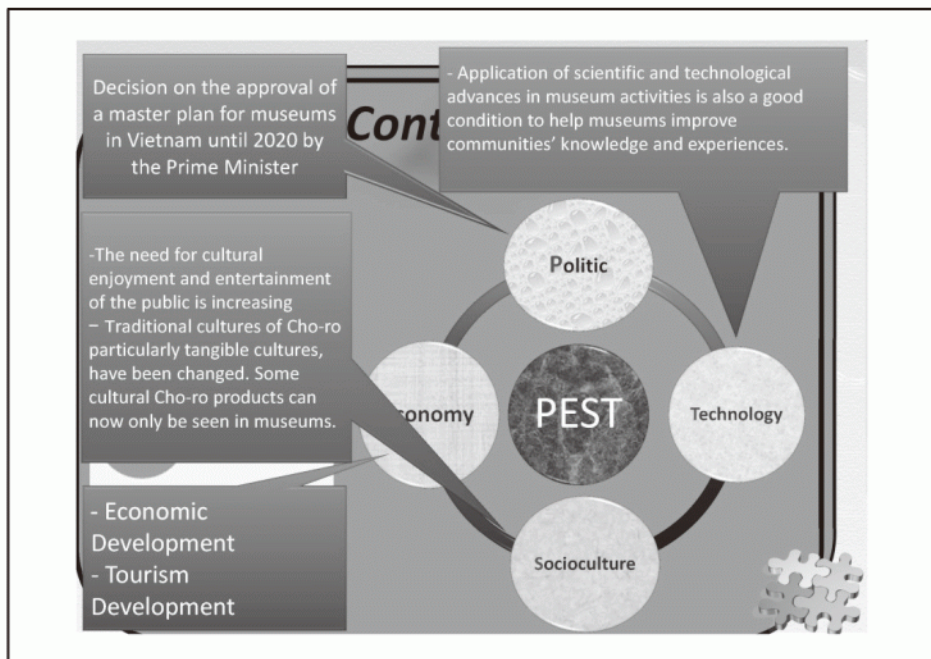 Decision on the approval of
a master plan for museums
in Vietnam until 2020 by
the Prime Minister
Cont
- Application of scientific and technological
advances in museum activities is also a good
condition to help museums improve
communities' knowledge and experiences.
-The need for cultural
enjoyment and entertainment
of the public is increasing
– Traditional cultures of Cho-ro
particularly tangible cultures,
have been changed. Some
cultural Cho-ro products can
now only be seen in museums.
- Economic
Development
- Tourism
Development
Politic
conomy
PEST
Technology
Socioculture